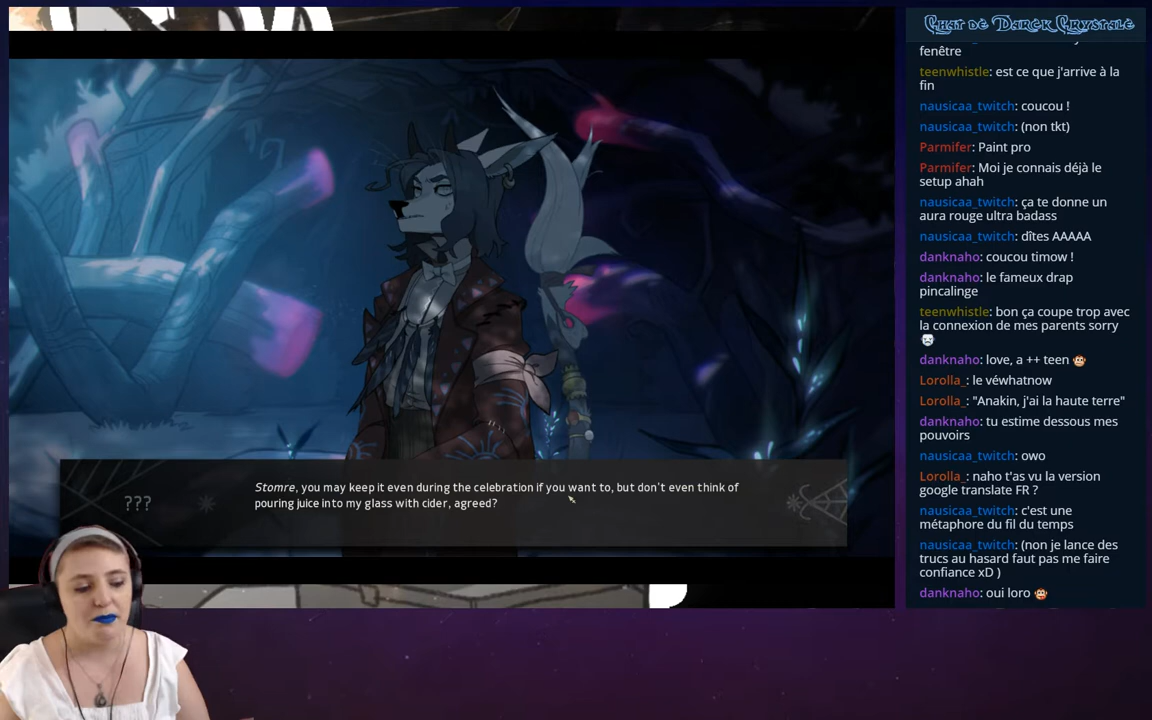 Chat de Darck Crystale
fenêtre
teenwhistle: est ce que j'arrive à la
fin
nausicaa_twitch: coucou !
nausicaa_twitch: (non tkt)
Parmifer: Paint pro
Parmifer: Moi je connais déjà le
setup ahah
nausicaa_twitch: ça te donne un
aura rouge ultra badass
nausicaa_twitch: dîtes AAAAA
danknaho: coucou timow !
danknaho: le fameux drap
pincalinge
teenwhistle: bon ça coupe trop avec
la connexion de mes parents sorry
danknaho: love, a ++ teen
Lorolla_: le véwhatnow
Lorolla_: "Anakin, j'ai la haute terre"
danknaho: tu estime dessous mes
pouvoirs
nausicaa_twitch: owo
Lorolla_: naho t'as vu la version
google translate FR ?
nausicaa_twitch: c'est une
métaphore du fil du temps
nausicaa_twitch: (non je lance des
trucs au hasard faut pas me faire
confiance xD )
danknaho: oui loro
???
Stomre, you may keep it even during the celebration if you want to, but don't even think of
pouring juice into my glass with cider, agreed?